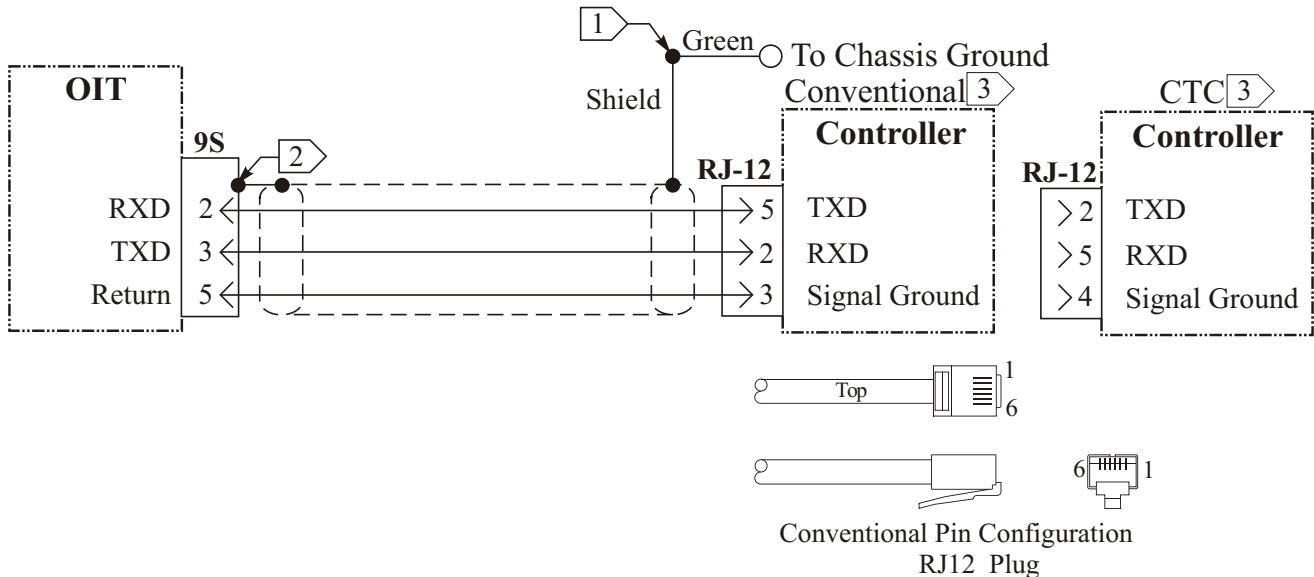 1
Green
To Chassis Ground
OIT
Shield
Conventional 3
CTC 3
Controller
Controller
9S
2
RJ-12
RJ-12
RXD 2
5 TXD
2 TXD
TXD 3
2 RXD
5 RXD
Return 5
3 Signal Ground
4 Signal Ground
Top
1
6
6
1
Conventional Pin Configuration
RJ12 Plug